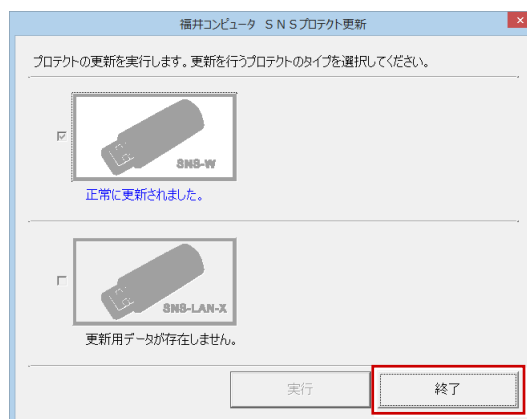 福井コンピュータ ＳＮＳプロテクト更新
プロテクトの更新を実行します。更新を行うプロテクトのタイプを選択してください。
SNS-W
正常に更新されました。
SNS-LAN-X
更新用データが存在しません。
実行
終了